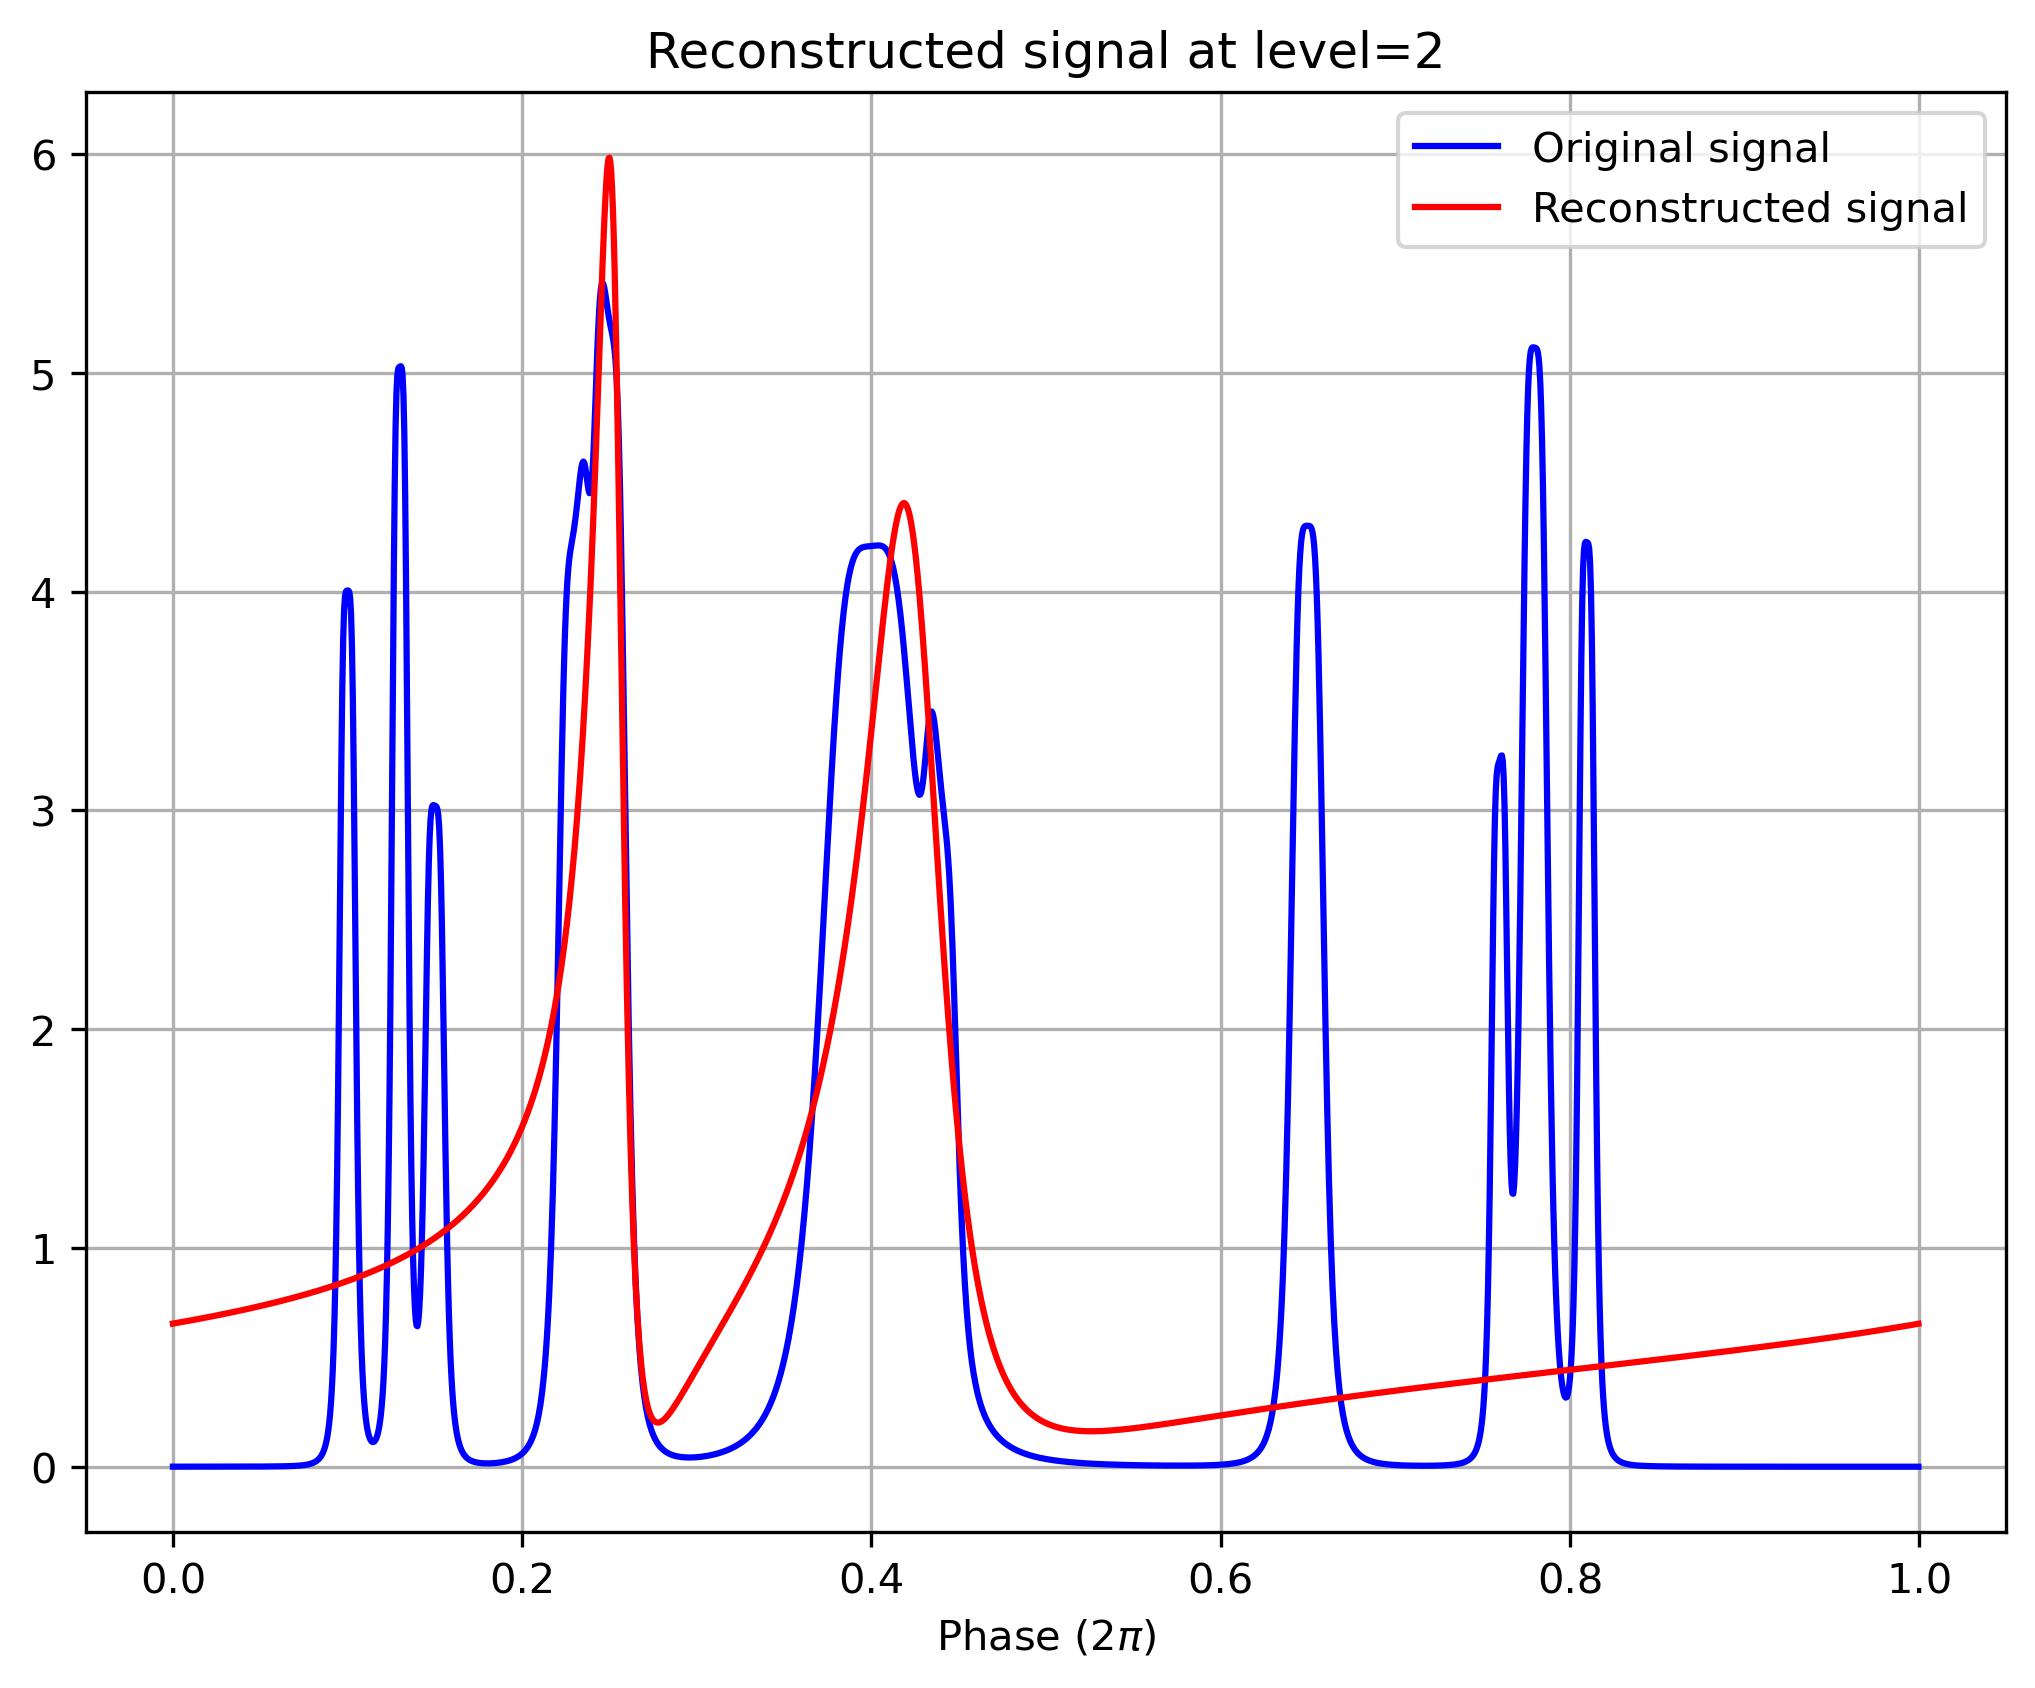 Reconstructed signal at level=2
Original signal
Reconstructed signal
6
5
4
3
2
1
0
0.0 0.2 0.4 0.6 0.8 1.0
Phase (2π)